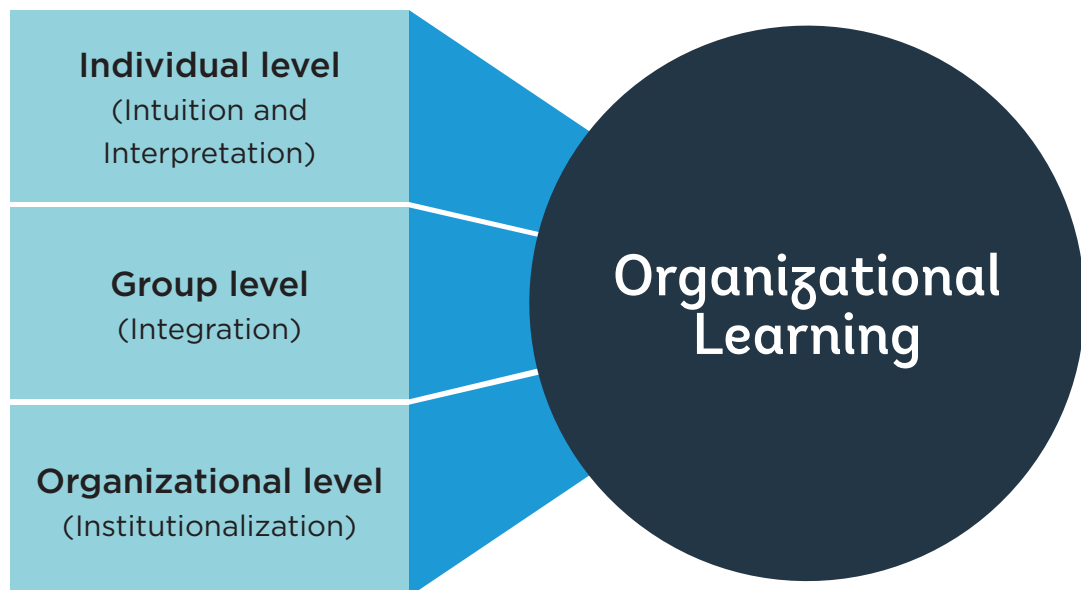 Individual level
(Intuition and
Interpretation)
Group level
(Integration)
Organizational level
(Institutionalization)
Organizational
Learning